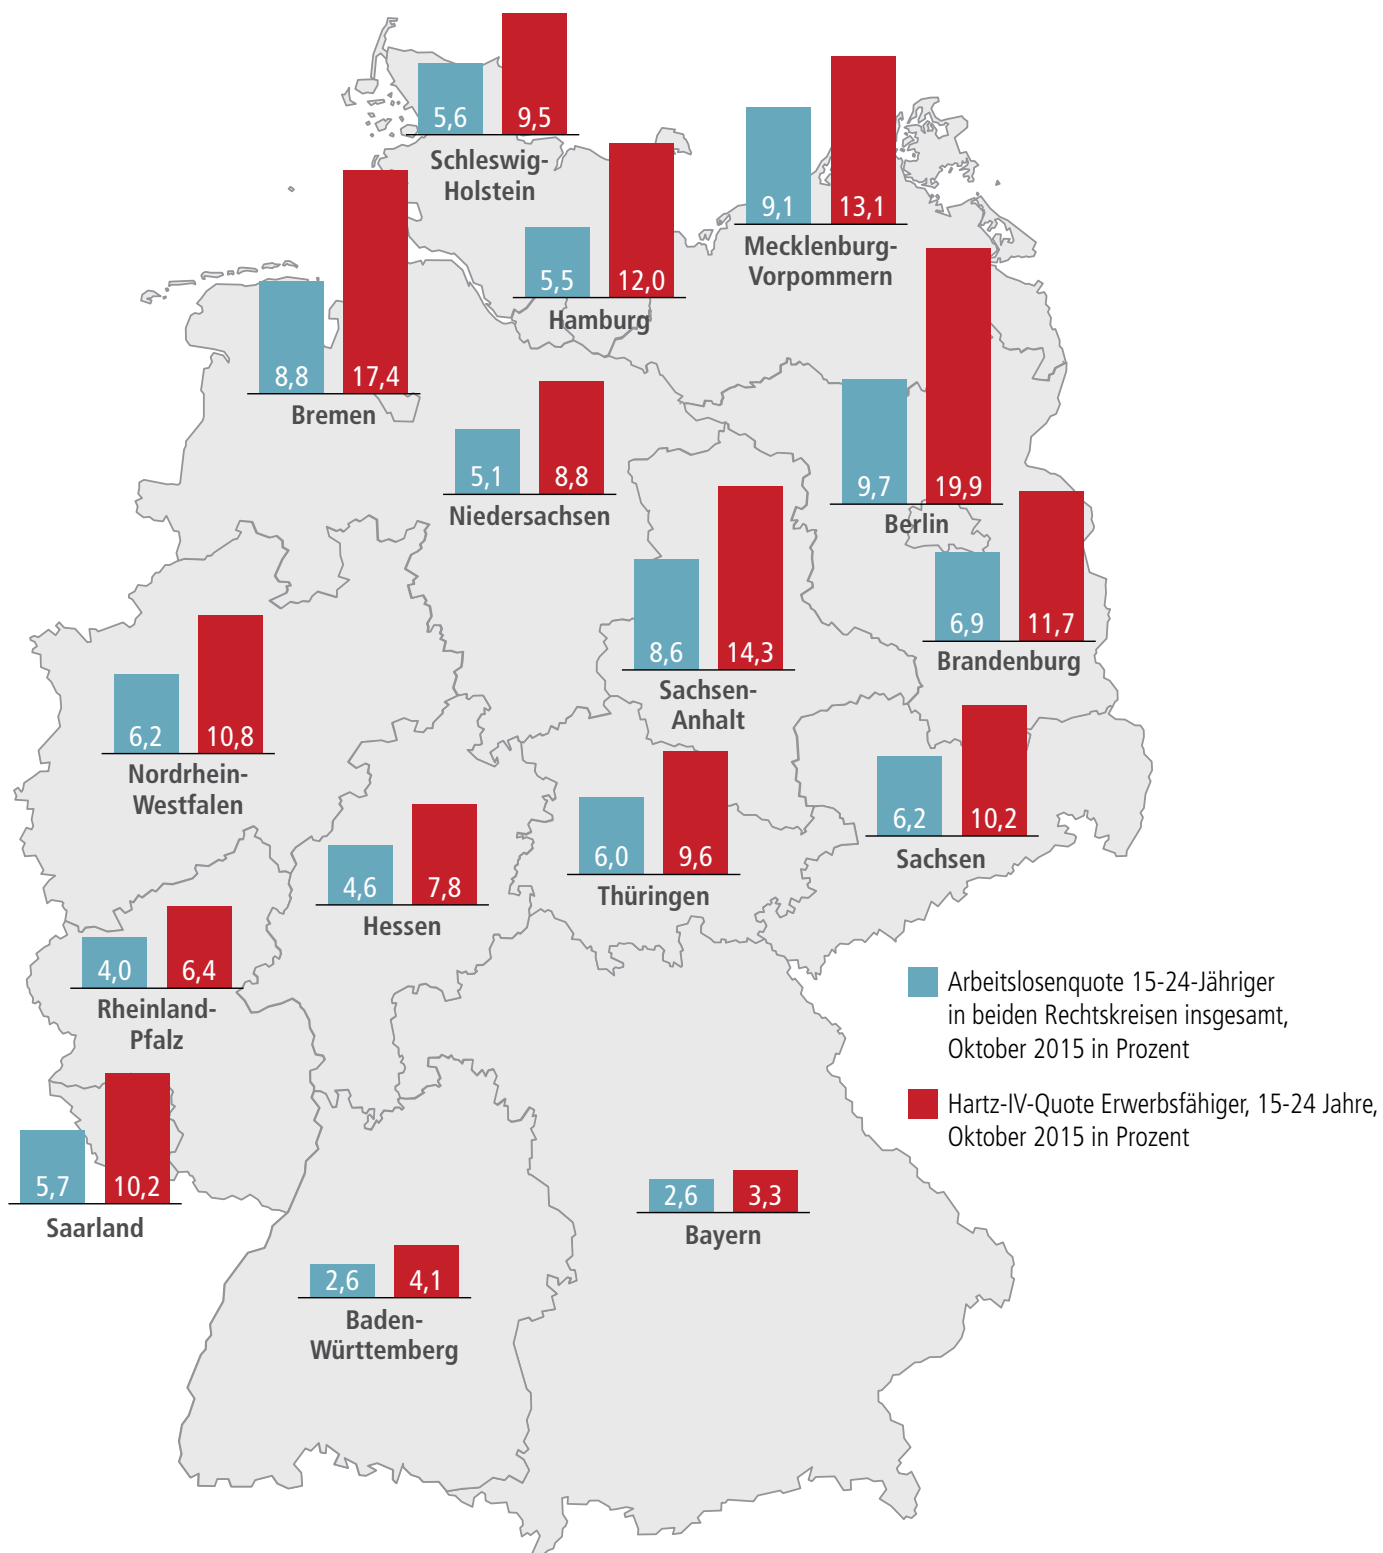 5,6 9,5
Schleswig-
Holstein
9,1 13,1
Mecklenburg-
Vorpommern
5,5 12,0
Hamburg
8,8 17,4
Bremen
5,1 8,8
Niedersachsen
9,7 19,9
Berlin
6,9 11,7
Brandenburg
8,6 14,3
Sachsen-
Anhalt
6,2 10,8
Nordrhein-
Westfalen
6,2 10,2
Sachsen
6,0 9,6
Thüringen
4,6 7,8
Hessen
4,0 6,4
Rheinland-
Pfalz
Arbeitslosenquote 15-24-Jähriger
in beiden Rechtskreisen insgesamt,
Oktober 2015 in Prozent
Hartz-IV-Quote Erwerbsfähiger, 15-24 Jahre,
Oktober 2015 in Prozent
5,7 10,2
Saarland
2,6 3,3
Bayern
2,6 4,1
Baden-
Württemberg